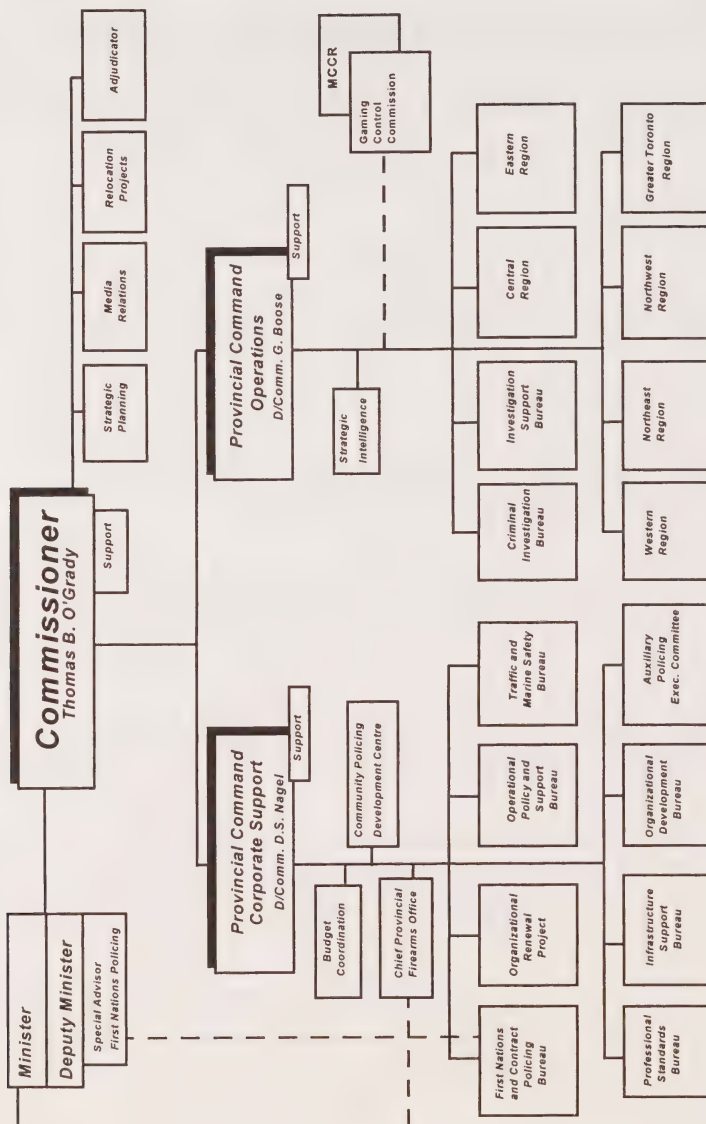 Minister
Deputy Minister
Special Advisor
First Nations Policing
Commissioner
Thomas B. O'Grady
Support
Strategic
Planning
Media
Relations
Relocation
Projects
Adjudicator
Provincial Command
Corporate Support
D/Comm. D.S. Nagel
Support
Provincial Command
Operations
D/Comm. G. Boose
Support
Budget
Coordination
Community Policing
Development Centre
Chief Provincial
Firearms Office
Strategic
Intelligence
MCCR
Gaming
Control
Commission
First Nations
and Contract
Policing
Bureau
Organizational
Renewal
Project
Operational
Policy and
Support
Bureau
Traffic and
Marine Safety
Bureau
Criminal
Investigation
Bureau
Investigation
Support
Bureau
Central
Region
Eastern
Region
Professional
Standards
Bureau
Infrastructure
Support
Bureau
Organizational
Development
Bureau
Auxiliary
Policing
Exec. Committee
Western
Region
Northeast
Region
Northwest
Region
Greater Toronto
Region